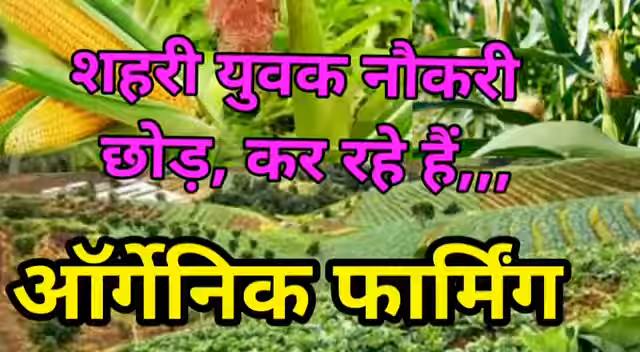 शहरी युवक नौकरी
छोड़, कर रहे हैं,,,
ऑर्गेनिक फार्मिंग